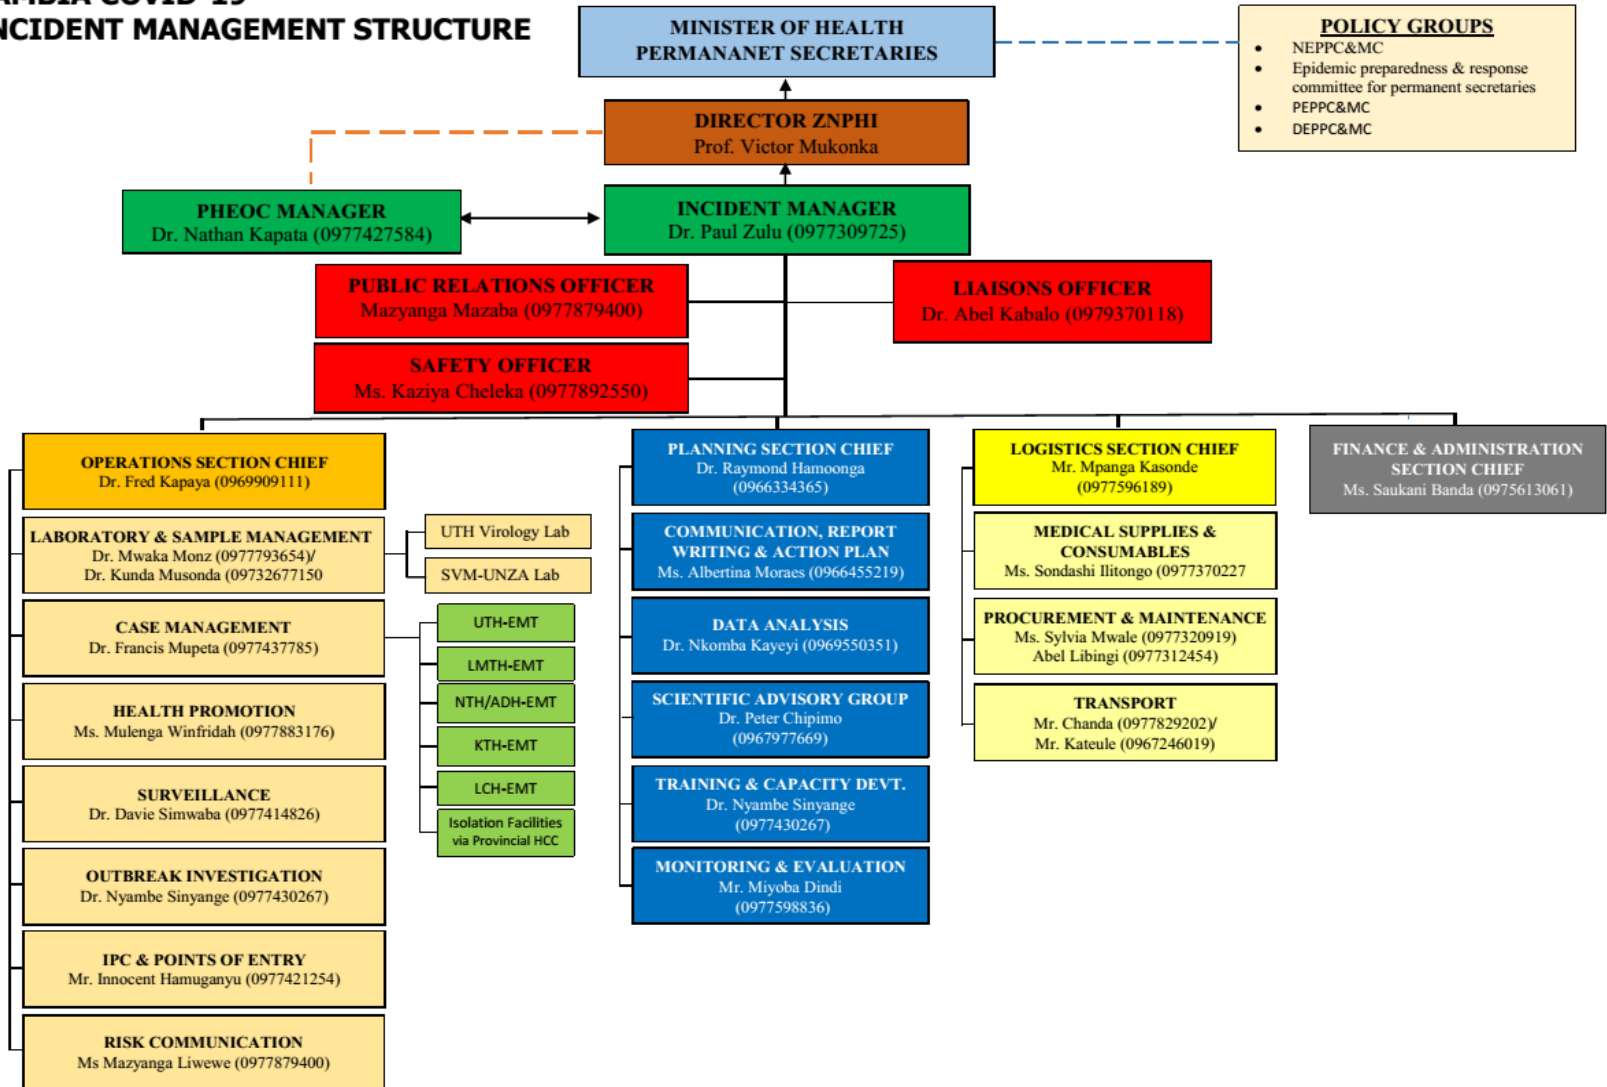 AMBIA COVID-19
NCIDENT MANAGEMENT STRUCTURE
MINISTER OF HEALTH
PERMANANET SECRETARIES
POLICY GROUPS
• NEPPC&MC
• Epidemic preparedness & response
committee for permanent secretaries
• PEPPC&MC
• DEPPC&MC
DIRECTOR ZNPHI
Prof. Victor Mukonka
PHEOC MANAGER
Dr. Nathan Kapata (0977427584)
INCIDENT MANAGER
Dr. Paul Zulu (0977309725)
PUBLIC RELATIONS OFFICER
Mazyanga Mazaba (0977879400)
LIAISONS OFFICER
Dr. Abel Kabalo (0979370118)
SAFETY OFFICER
Ms. Kaziya Cheleka (0977892550)
OPERATIONS SECTION CHIEF
Dr. Fred Kapaya (0969909111)
LABORATORY & SAMPLE MANAGEMENT
Dr. Mwaka Monz (0977793654)/
Dr. Kunda Musonda (09732677150
UTH Virology Lab
SVM-UNZA Lab
CASE MANAGEMENT
Dr. Francis Mupeta (0977437785)
UTH-EMT
LMTH-EMT
NTH/ADH-EMT
KTH-EMT
LCH-EMT
Isolation Facilities
via Provincial HCC
HEALTH PROMOTION
Ms. Mulenga Winfridah (0977883176)
SURVEILLANCE
Dr. Davie Simwaba (0977414826)
OUTBREAK INVESTIGATION
Dr. Nyambe Sinyange (0977430267)
IPC & POINTS OF ENTRY
Mr. Innocent Hamuganyu (0977421254)
RISK COMMUNICATION
Ms Mazyanga Liwewe (0977879400)
PLANNING SECTION CHIEF
Dr. Raymond Hamoonga
(0966334365)
COMMUNICATION, REPORT
WRITING & ACTION PLAN
Ms. Albertina Moraes (0966455219)
DATA ANALYSIS
Dr. Nkomba Kayeyi (0969550351)
SCIENTIFIC ADVISORY GROUP
Dr. Peter Chipimo
(0967977669)
TRAINING & CAPACITY DEVT.
Dr. Nyambe Sinyange
(0977430267)
MONITORING & EVALUATION
Mr. Miyoba Dindi
(0977598836)
LOGISTICS SECTION CHIEF
Mr. Mpanga Kasonde
(0977596189)
MEDICAL SUPPLIES &
CONSUMABLES
Ms. Sondashi Ilitongo (0977370227
PROCUREMENT & MAINTENANCE
Ms. Sylvia Mwale (0977320919)
Abel Libingi (0977312454)
TRANSPORT
Mr. Chanda (0977829202)/
Mr. Kateule (0967246019)
FINANCE & ADMINISTRATION
SECTION CHIEF
Ms. Saukani Banda (0975613061)